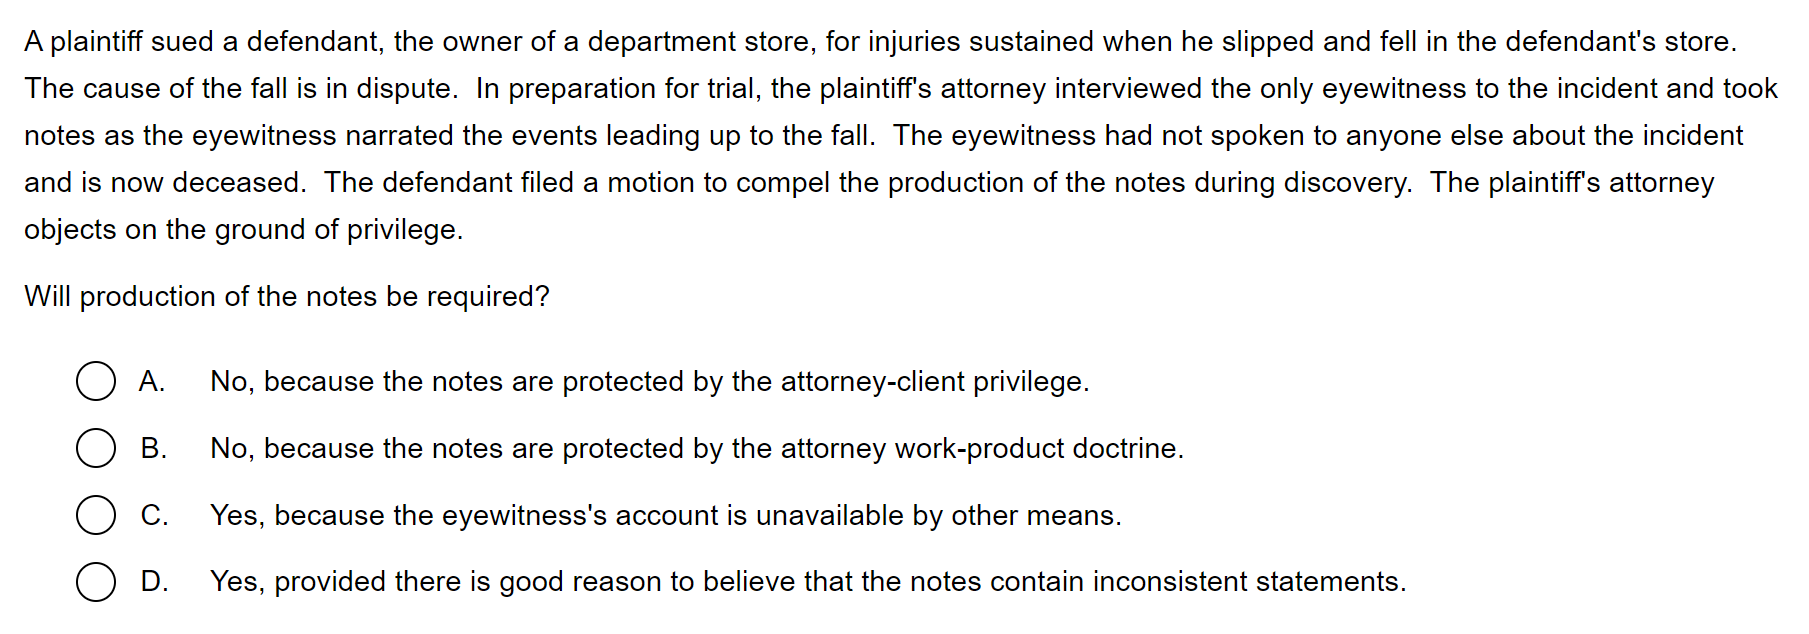 A plaintiff sued a defendant, the owner of a department store, for injuries sustained when he slipped and fell in the defendant's store.
The cause of the fall is in dispute.  In preparation for trial, the plaintiff's attorney interviewed the only eyewitness to the incident and took
notes as the eyewitness narrated the events leading up to the fall.  The eyewitness had not spoken to anyone else about the incident
and is now deceased.  The defendant filed a motion to compel the production of the notes during discovery.  The plaintiff's attorney
objects on the ground of privilege.
Will production of the notes be required?
A. No, because the notes are protected by the attorney-client privilege.
B. No, because the notes are protected by the attorney work-product doctrine.
C. Yes, because the eyewitness's account is unavailable by other means.
D. Yes, provided there is good reason to believe that the notes contain inconsistent statements.